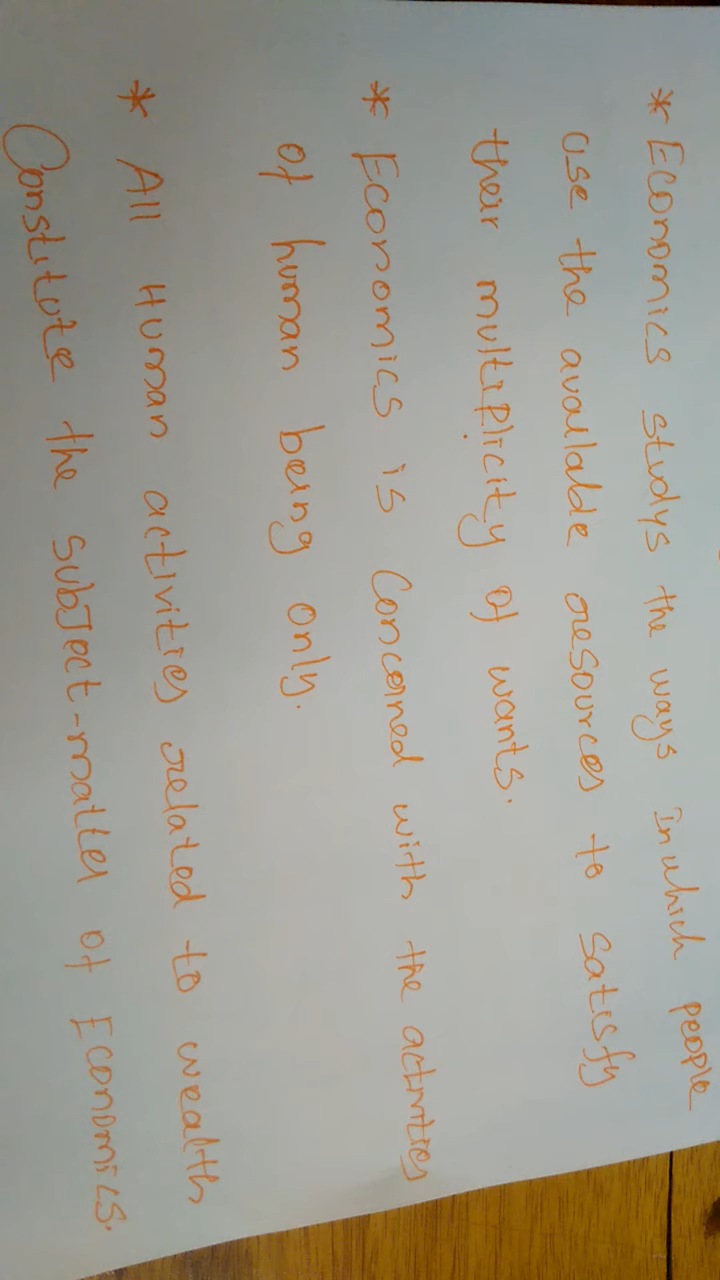 * Economics studys the ways in which people
use the available resources to satisfy
their multiplicity of wants.
* Economics is Concerned with the activities
of human being only.
* All Human activities related to wealth
Constitute the subject-matter of Economics.